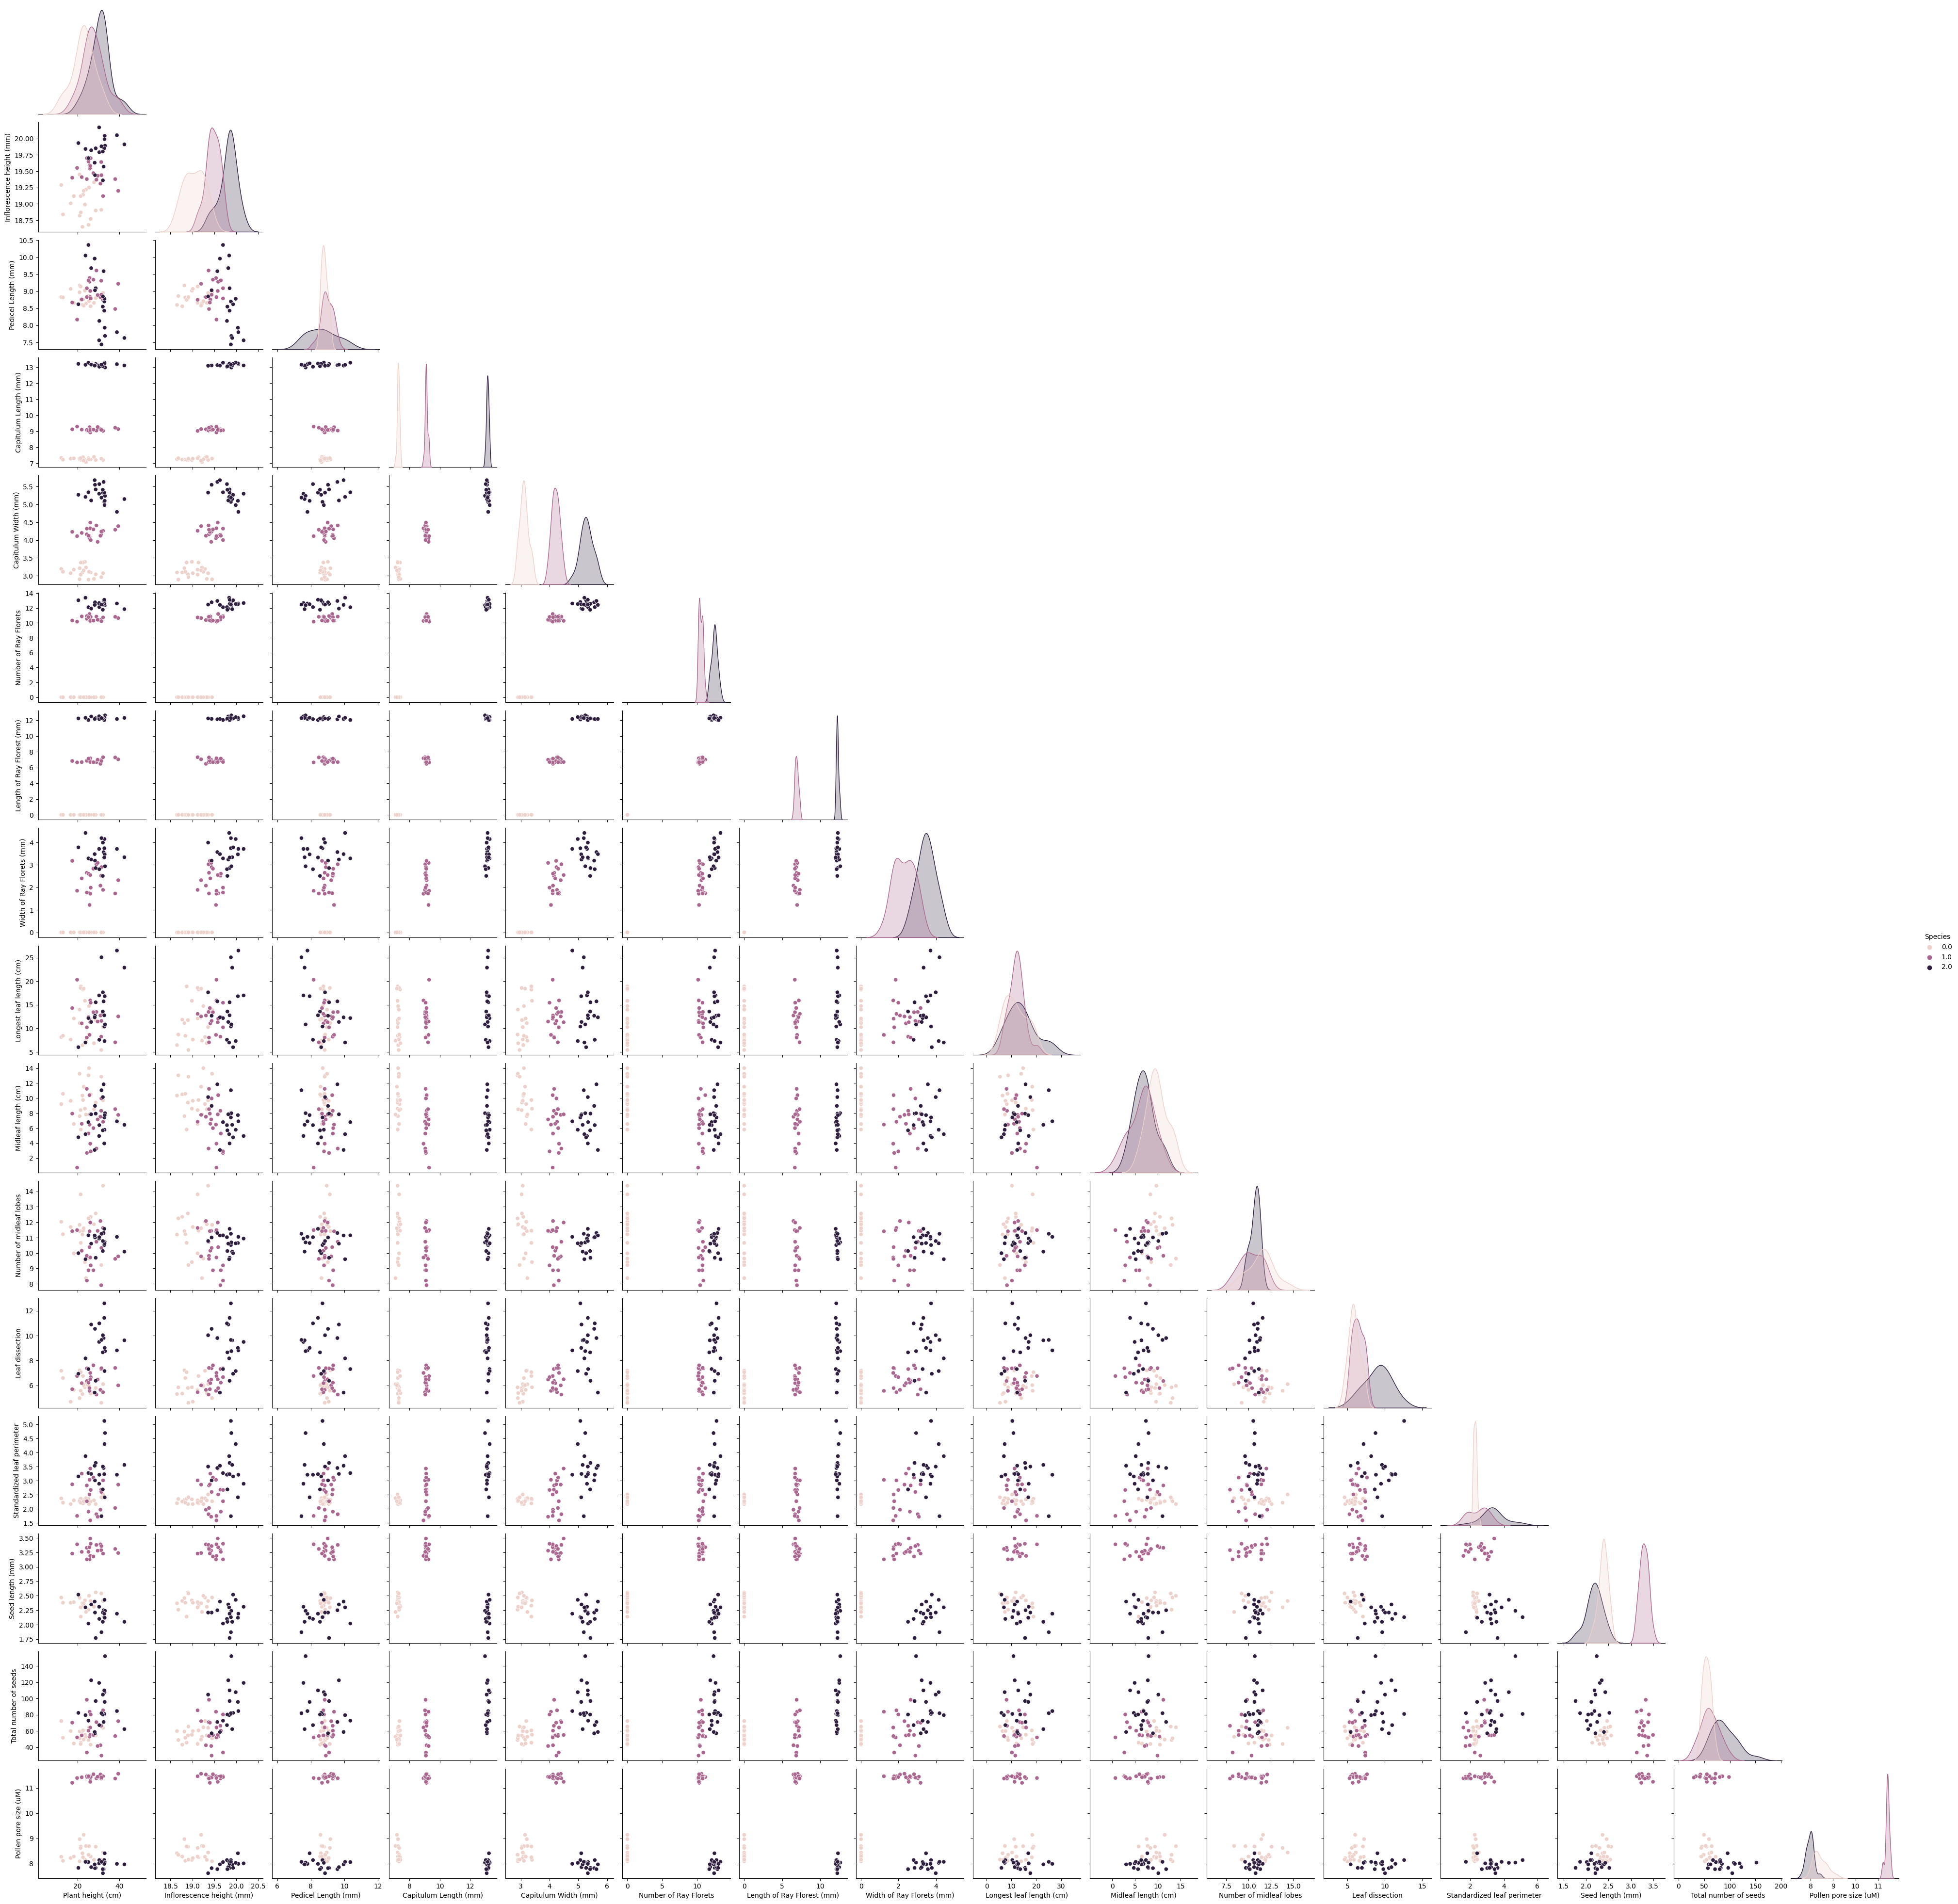 Inflorescence height (mm)
20.00
19.75
19.50
19.25
19.00
18.75
Pedicel Length (mm)
10.5
10.0
9.5
9.0
8.5
8.0
7.5
Capitulum Length (mm)
13
12
11
10
9
8
7
Capitulum Width (mm)
5.5
5.0
4.5
4.0
3.5
3.0
Number of Ray Florets
14
12
10
8
6
4
2
0
Length of Ray Florest (mm)
12
10
8
6
4
2
0
Width of Ray Florets (mm)
4
3
2
1
0
Species
0.0
1.0
2.0
Longest leaf length (cm)
25
20
15
10
5
Midleaf length (cm)
14
12
10
8
6
4
2
Number of midleaf lobes
14
13
12
11
10
9
8
Leaf dissection
12
10
8
6
Standardized leaf perimeter
5.0
4.5
4.0
3.5
3.0
2.5
2.0
1.5
Seed length (mm)
3.50
3.25
3.00
2.75
2.50
2.25
2.00
1.75
Total number of seeds
140
120
100
80
60
40
Pollen pore size (uM)
11
10
9
8
20 40
18.5 19.0 19.5 20.0 20.5
6 8 10 12
8 10 12
3 4 5 6
0 5 10
0 5 10
0 2 4
0 10 20 30
0 5 10 15
7.5 10.0 12.5 15.0
5 10 15
2 4 6
1.5 2.0 2.5 3.0 3.5
0 50 100 150 200
8 9 10 11
Plant height (cm)
Inflorescence height (mm)
Pedicel Length (mm)
Capitulum Length (mm)
Capitulum Width (mm)
Number of Ray Florets
Length of Ray Florest (mm)
Width of Ray Florets (mm)
Longest leaf length (cm)
Midleaf length (cm)
Number of midleaf lobes
Leaf dissection
Standardized leaf perimeter
Seed length (mm)
Total number of seeds
Pollen pore size (uM)